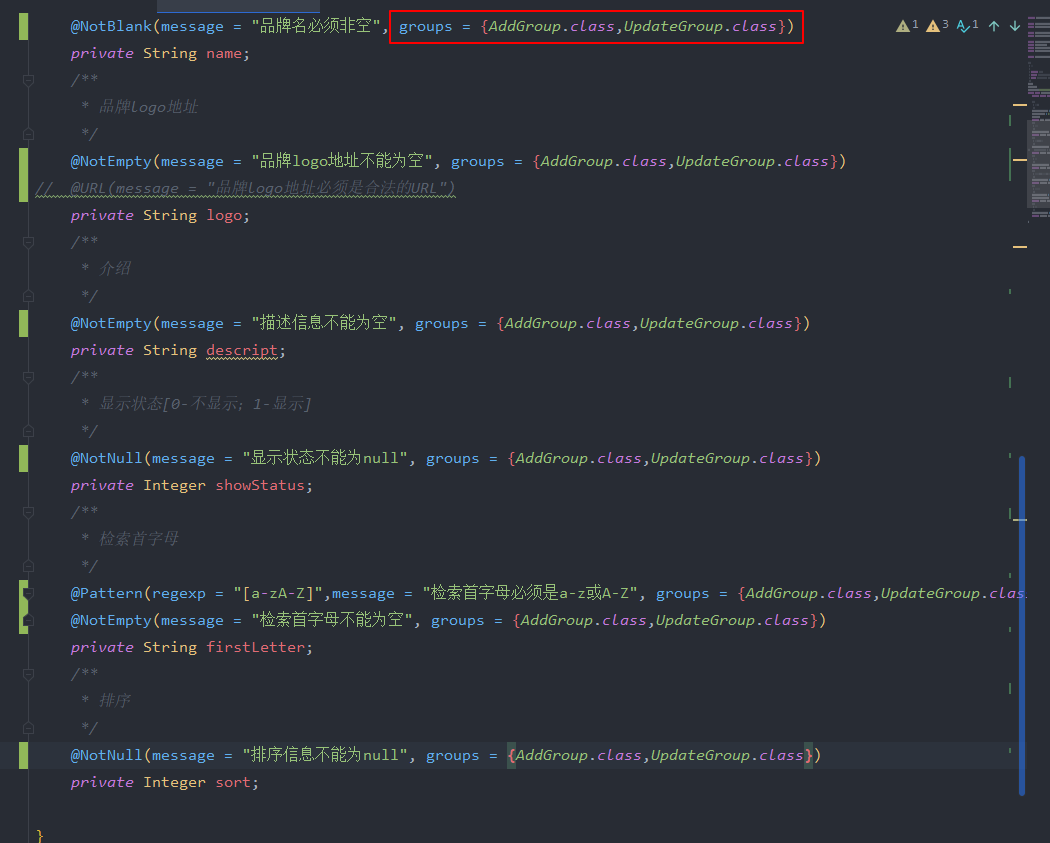 @NotBlank(message = "品牌名必须非空", groups = {AddGroup.class,UpdateGroup.class})
1 3 1
private String name;
/**
* 品牌logo地址
*/
@NotEmpty(message = "品牌logo地址不能为空", groups = {AddGroup.class,UpdateGroup.class})
// @URL(message = "品牌logo地址必须是合法的URL")
private String logo;
/**
* 介绍
*/
@NotEmpty(message = "描述信息不能为空", groups = {AddGroup.class,UpdateGroup.class})
private String descript;
/**
* 显示状态[0-不显示；1-显示]
*/
@NotNull(message = "显示状态不能为null", groups = {AddGroup.class,UpdateGroup.class})
private Integer showStatus;
/**
* 检索首字母
*/
@Pattern(regexp = "[a-zA-Z]",message = "检索首字母必须是a-z或A-Z", groups = {AddGroup.class,UpdateGroup.clas
@NotEmpty(message = "检索首字母不能为空", groups = {AddGroup.class,UpdateGroup.class})
private String firstLetter;
/**
* 排序
*/
@NotNull(message = "排序信息不能为null", groups = {AddGroup.class,UpdateGroup.class})
private Integer sort;
}